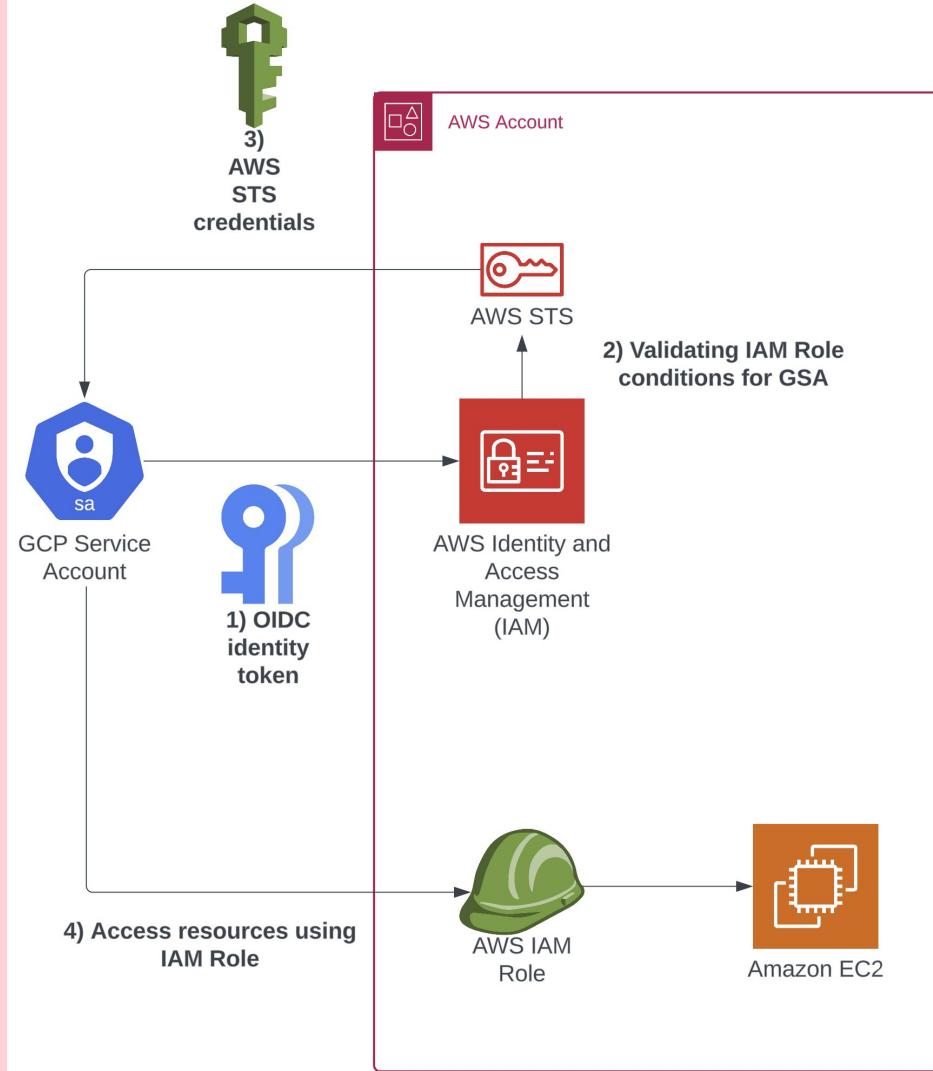 3)
AWS
STS
credentials
AWS Account
AWS STS
2) Validating IAM Role
conditions for GSA
sa
GCP Service
Account
1) OIDC
identity
token
AWS Identity and
Access
Management
(IAM)
4) Access resources using
IAM Role
AWS IAM
Role
Amazon EC2